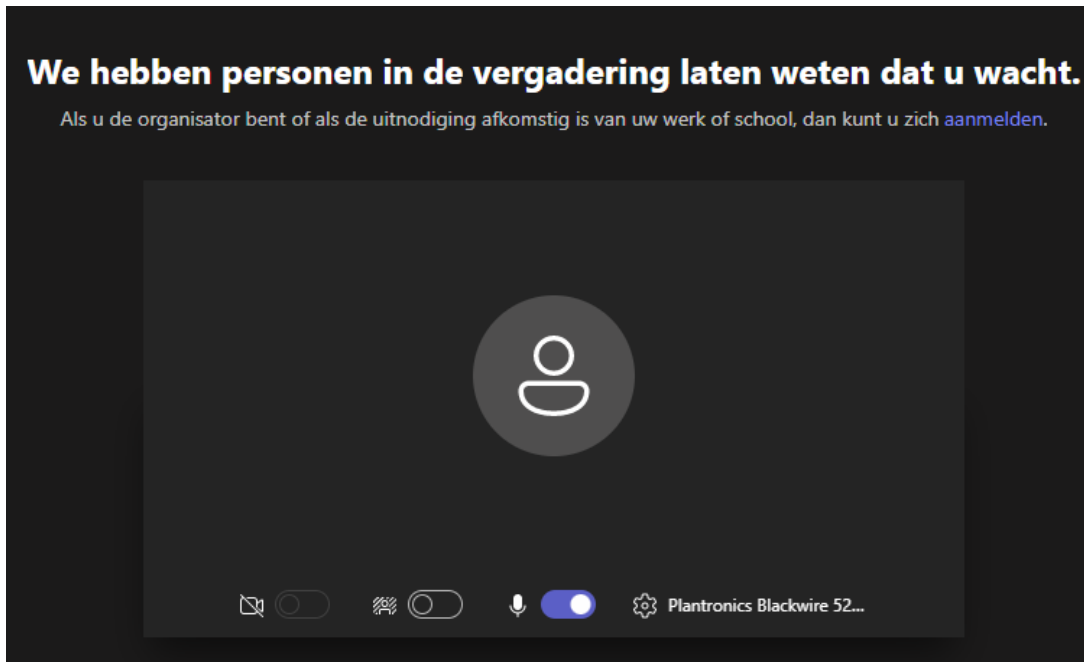 We hebben personen in de vergadering laten weten dat u wacht.
Als u de organisator bent of als de uitnodiging afkomstig is van uw werk of school, dan kunt u zich aanmelden.
Plantronics Blackwire 52...